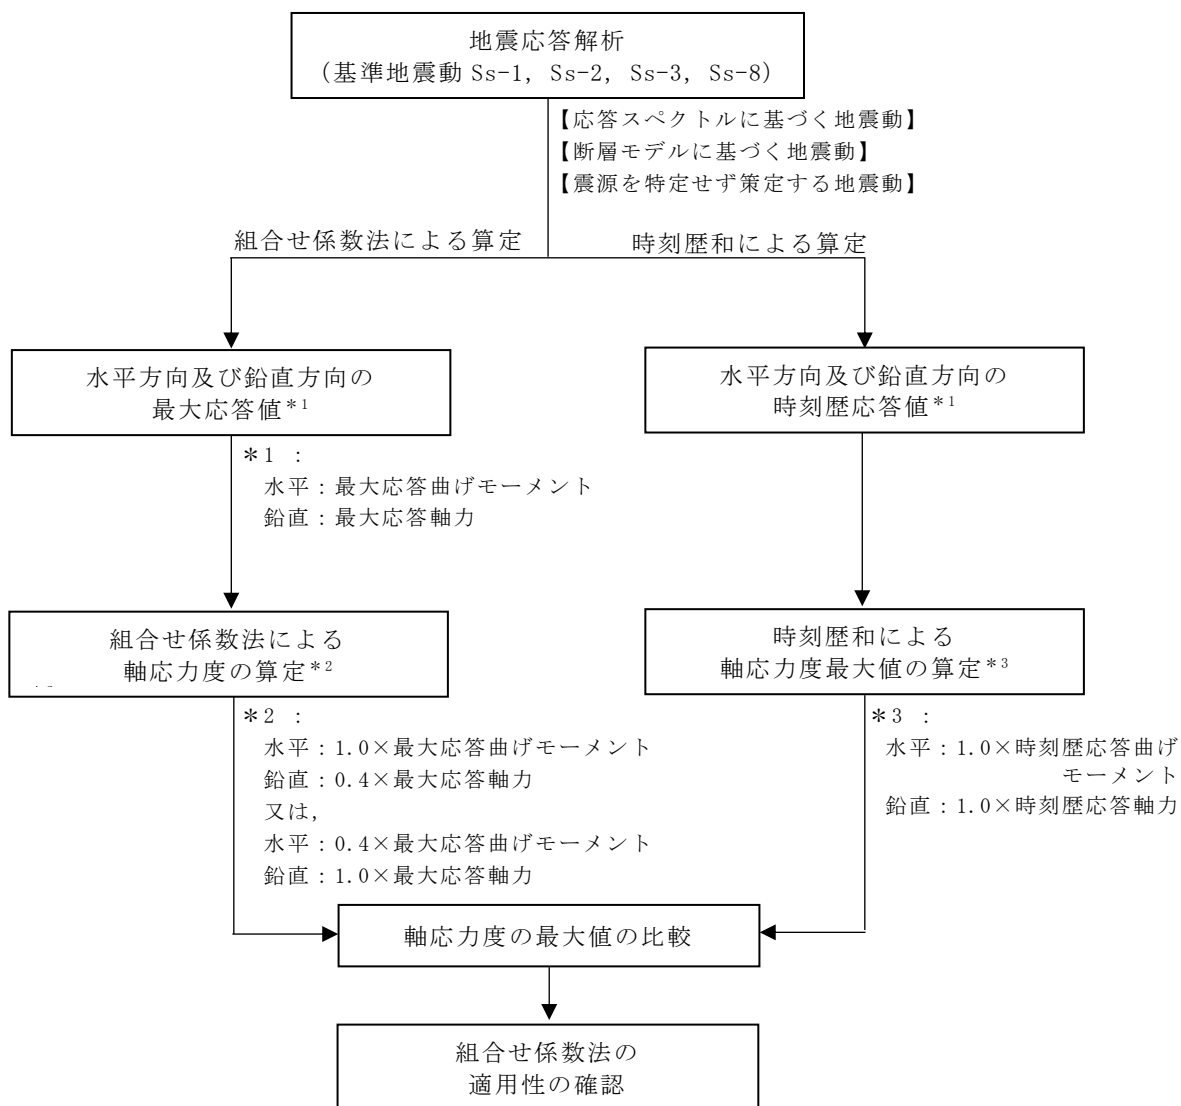 地震応答解析
(基準地震動 Ss-1, Ss-2, Ss-3, Ss-8)
【応答スペクトルに基づく地震動】
【断層モデルに基づく地震動】
【震源を特定せず策定する地震動】
組合せ係数法による算定
時刻歴和による算定
水平方向及び鉛直方向の
最大応答値*1
水平方向及び鉛直方向の
時刻歴応答値*1
*1 :
水平:最大応答曲げモーメント
鉛直:最大応答軸力
組合せ係数法による
軸応力度の算定*2
時刻歴和による
軸応力度最大値の算定*3
*2 :
水平:1.0×最大応答曲げモーメント
鉛直:0.4×最大応答軸力
又は,
水平:0.4×最大応答曲げモーメント
鉛直:1.0×最大応答軸力
*3 :
水平:1.0×時刻歴応答曲げ
モーメント
鉛直:1.0×時刻歴応答軸力
軸応力度の最大値の比較
組合せ係数法の
適用性の確認